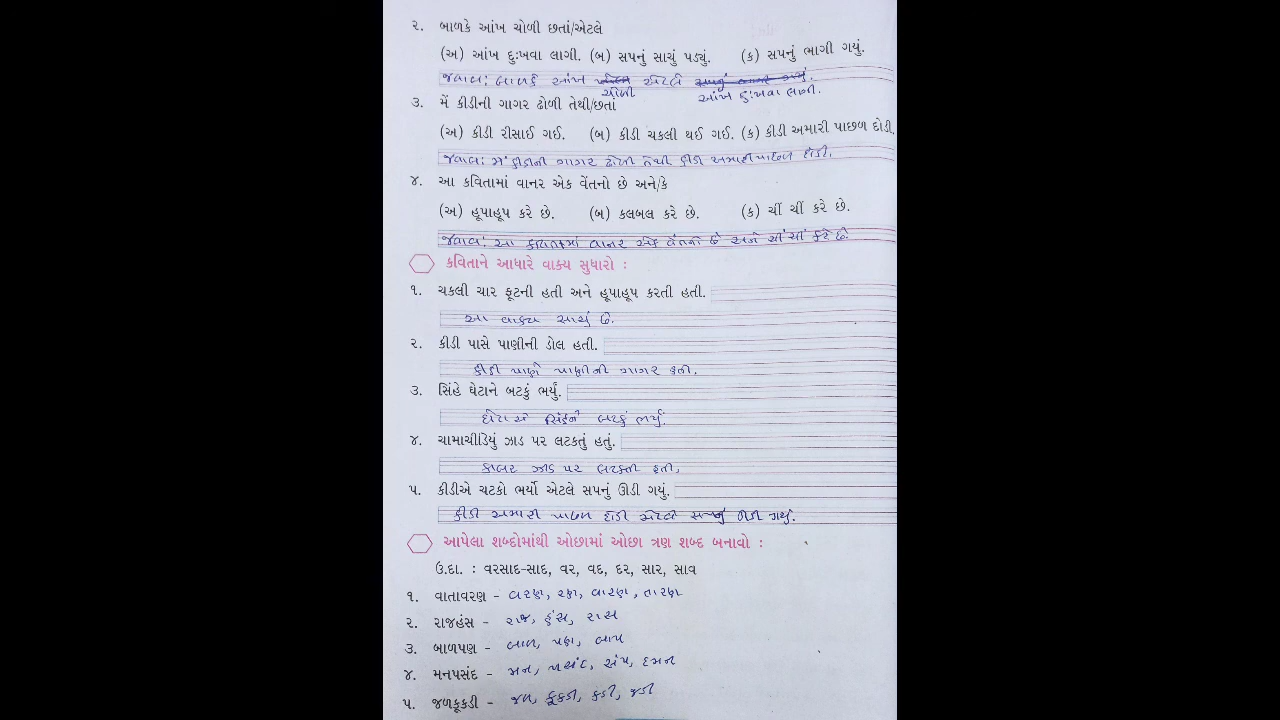 ૨. બાળકે આંખ ચોળી છતાં/એટલે
(અ) આંખ દુઃખવા લાગી. (બ) સપનું સાચું પડ્યું. (ક) સપનું ભાગી ગયું.
જવાબ: બાળકે આંખ ચોળી એટલે આંખ દુઃખવા લાગી.
૩. મેં કીડીની ગાગર ઢોળી તેથી/છતાં
(અ) કીડી રીસાઈ ગઈ. (બ) કીડી ચકલી થઈ ગઈ. (ક) કીડી અમારી પાછળ દોડી.
જવાબ: મેં કીડીની ગાગર ઢોળી તેથી કીડી અમારી પાછળ દોડી.
૪. આ કવિતામાં વાનર એક વેંતનો છે અને/કે
(અ) હૂપાહૂપ કરે છે. (બ) કલબલ કરે છે. (ક) ચીં ચીં કરે છે.
જવાબ: આ કવિતામાં વાનર એક વેંતનો છે અને ચીં ચીં કરે છે.
કવિતાને આધારે વાક્ય સુધારો :
૧. ચકલી ચાર ફૂટની હતી અને હૂપાહૂપ કરતી હતી.
આ વાક્ય સાચું છે.
૨. કીડી પાસે પાણીની ડોલ હતી.
કીડી પાસે પાણીની ગાગર હતી.
૩. સિંહે ઘેટાને બટકું ભર્યું.
ઘેટાએ સિંહને બટકું ભર્યું.
૪. ચામાચીડિયું ઝાડ પર લટકતું હતું.
ઝાડ પર લટકતી હતી.
૫. કીડીએ ચટકો ભર્યો એટલે સપનું ઊડી ગયું.
કીડી અમારી પાછળ દોડી એટલે સપનું ઊડી ગયું.
આપેલા શબ્દોમાંથી ઓછામાં ઓછા ત્રણ શબ્દ બનાવો :
ઉ.દા. : વરસાદ-સાદ, વર, વદ, દર, સાર, સાવ
૧. વાતાવરણ - વરણ, રણ, વારણ, તારણ
૨. રાજહંસ - રાજ, હંસ, રાસ
૩. બાળપણ - બાળ, પણ, બાપ
૪. મનપસંદ - મન, પસંદ, સંપ, દમન
૫. જળકૂકડી - જળ, કૂકડી, કડી, જડી